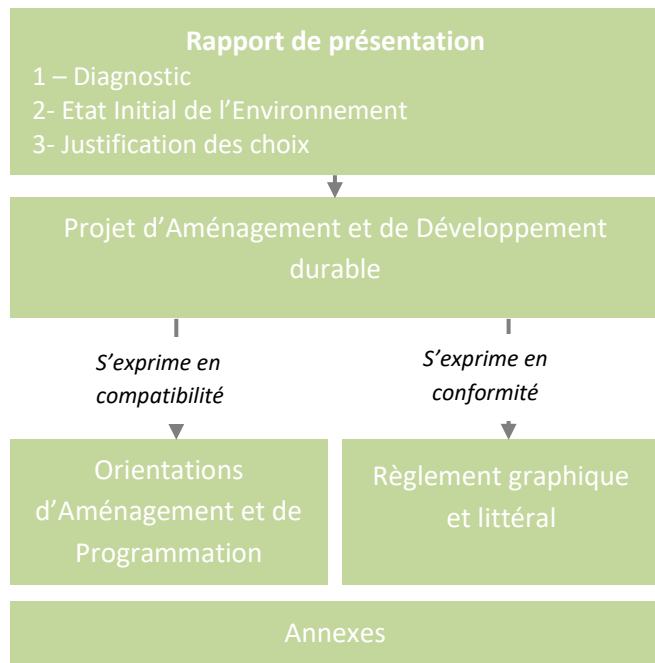 Rapport de présentation
1 – Diagnostic
2- Etat Initial de l’Environnement
3- Justification des choix
Projet d’Aménagement et de Développement
durable
S’exprime en
compatibilité
S’exprime en
conformité
Orientations
d’Aménagement et de
Programmation
Règlement graphique
et littéral
Annexes